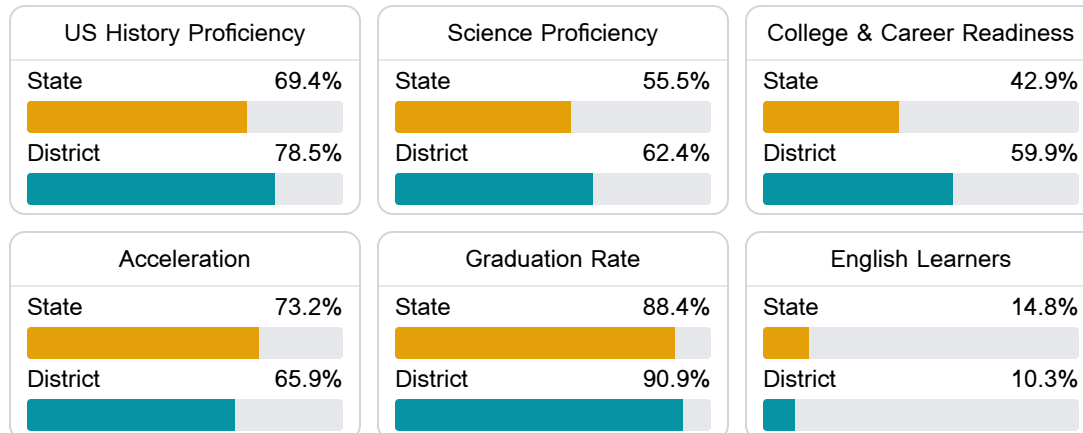 US History Proficiency
State 69.4%
District 78.5%
Science Proficiency
State 55.5%
District 62.4%
College & Career Readiness
State 42.9%
District 59.9%
Acceleration
State 73.2%
District 65.9%
Graduation Rate
State 88.4%
District 90.9%
English Learners
State 14.8%
District 10.3%